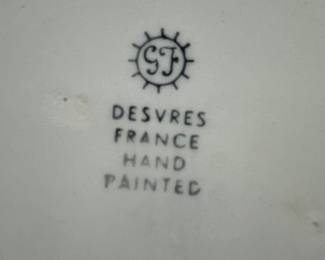 GF
DESVRES
FRANCE
HAND
PAINTED